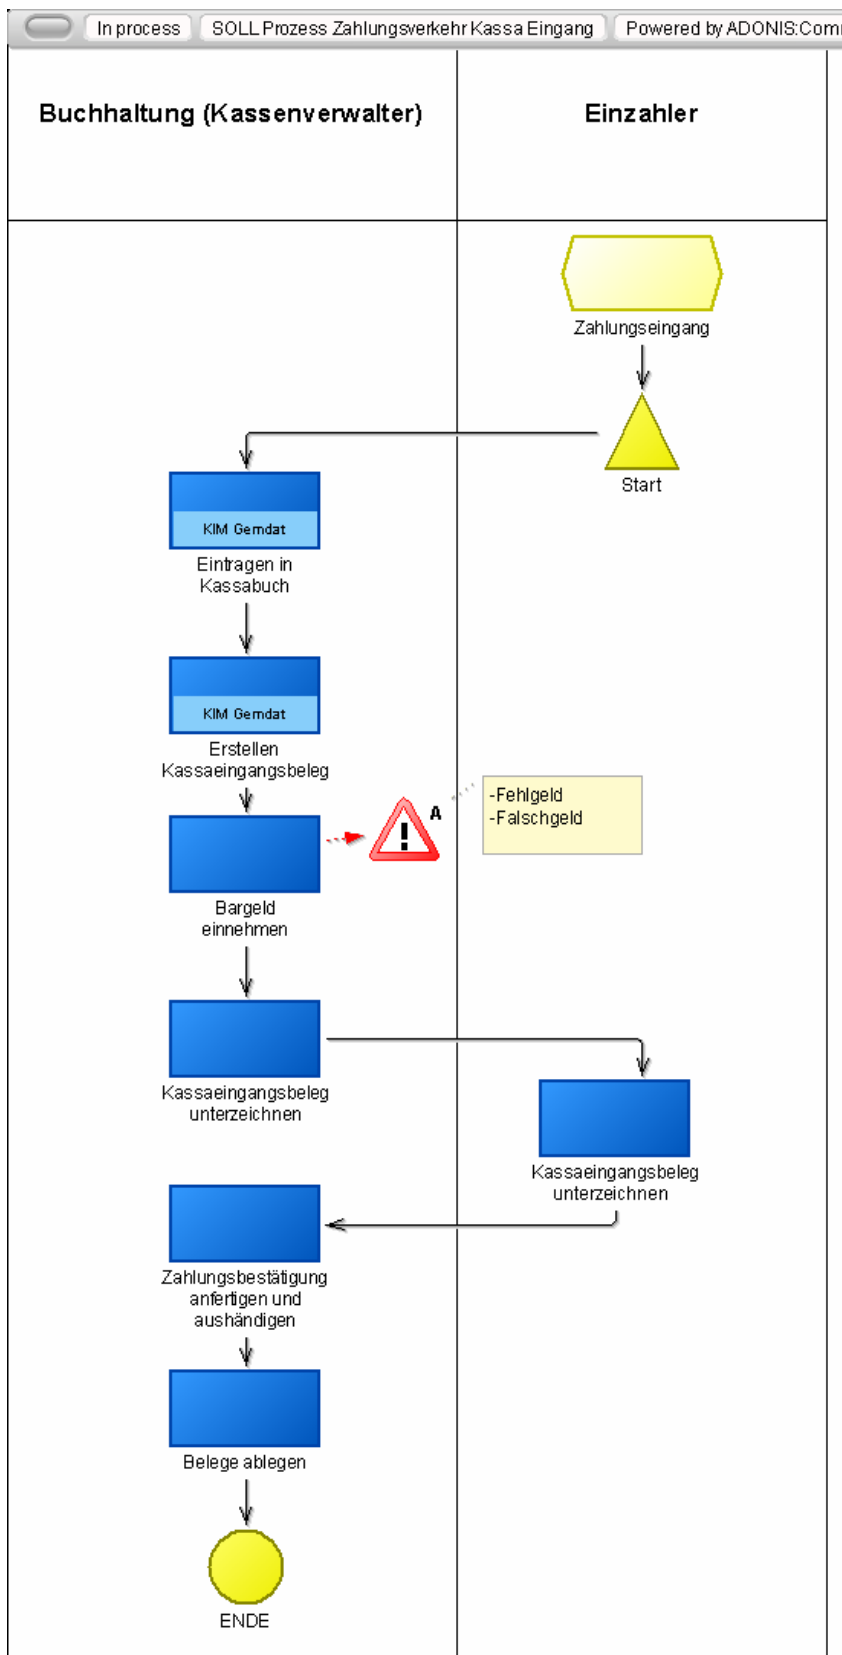 In process
SOLL Prozess Zahlungsverkehr Kassa Eingang
Powered by ADONIS:Com
Buchhaltung (Kassenverwalter)
Einzahler
Zahlungseingang
Start
KIM Gemdat
Eintragen in
Kassabuch
KIM Gemdat
Erstellen
Kassaeingangsbeleg
A
-Fehlgeld
-Falschgeld
Bargeld
einnehmen
Kassaeingangsbeleg
unterzeichnen
Kassaeingangsbeleg
unterzeichnen
Zahlungsbestätigung
anfertigen und
aushändigen
Belege ablegen
ENDE